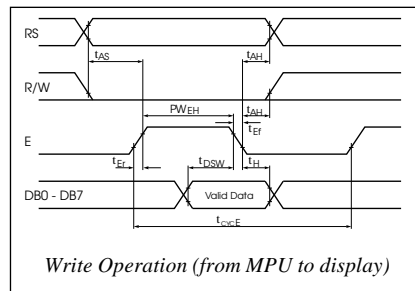 RS
tAS
tAH
R/W
PWEH
tAH
tEf
E
tEr
tDSW
tH
DB0 - DB7
Valid Data
tCYCE
Write Operation (from MPU to display)